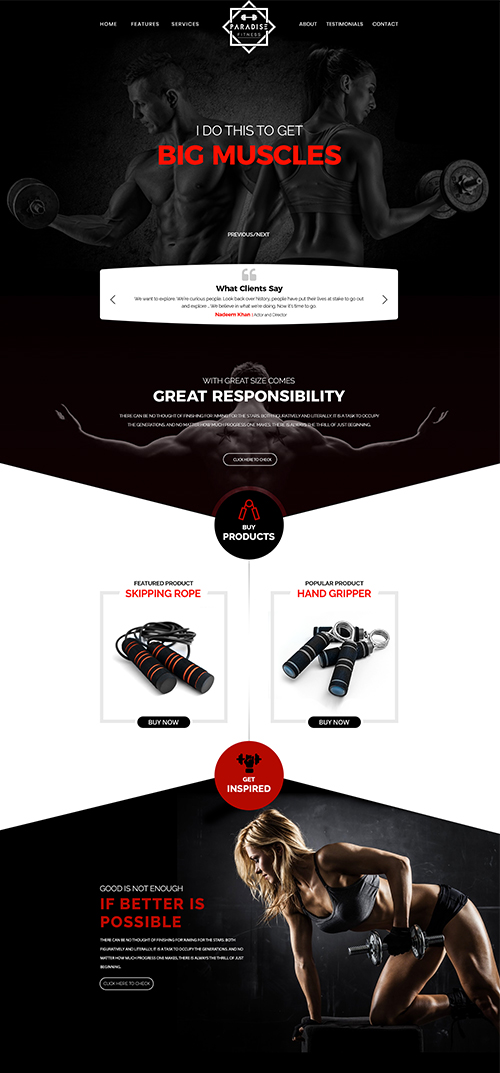 HOME FEATURES SERVICES
PARADISE
FITNESS
ABOUT TESTIMONIALS CONTACT
I DO THIS TO GET
BIG MUSCLES
PREVIOUS/NEXT
What Clients Say
We want to explore. We're curious people. Look back over history, people have put their lives at stake to go out
and explore ... We believe in what we're doing. Now it's time to go.
Nadeem Khan | Actor and Director
WITH GREAT SIZE COMES
GREAT RESPONSIBILITY
THERE CAN BE NO THOUGHT OF FINISHING FOR 'AIMING FOR THE STARS.' BOTH FIGURATIVELY AND LITERALLY, IT IS A TASK TO OCCUPY
THE GENERATIONS. AND NO MATTER HOW MUCH PROGRESS ONE MAKES, THERE IS ALWAYS THE THRILL OF JUST BEGINNING.
CLICK HERE TO CHECK
BUY
PRODUCTS
FEATURED PRODUCT
SKIPPING ROPE
BUY NOW
POPULAR PRODUCT
HAND GRIPPER
BUY NOW
GET
INSPIRED
GOOD IS NOT ENOUGH
IF BETTER IS
POSSIBLE
THERE CAN BE NO THOUGHT OF FINISHING FOR 'AIMING FOR THE STARS.' BOTH
FIGURATIVELY AND LITERALLY, IT IS A TASK TO OCCUPY THE GENERATIONS. AND NO
MATTER HOW MUCH PROGRESS ONE MAKES, THERE IS ALWAYS THE THRILL OF JUST
BEGINNING.
CLICK HERE TO CHECK